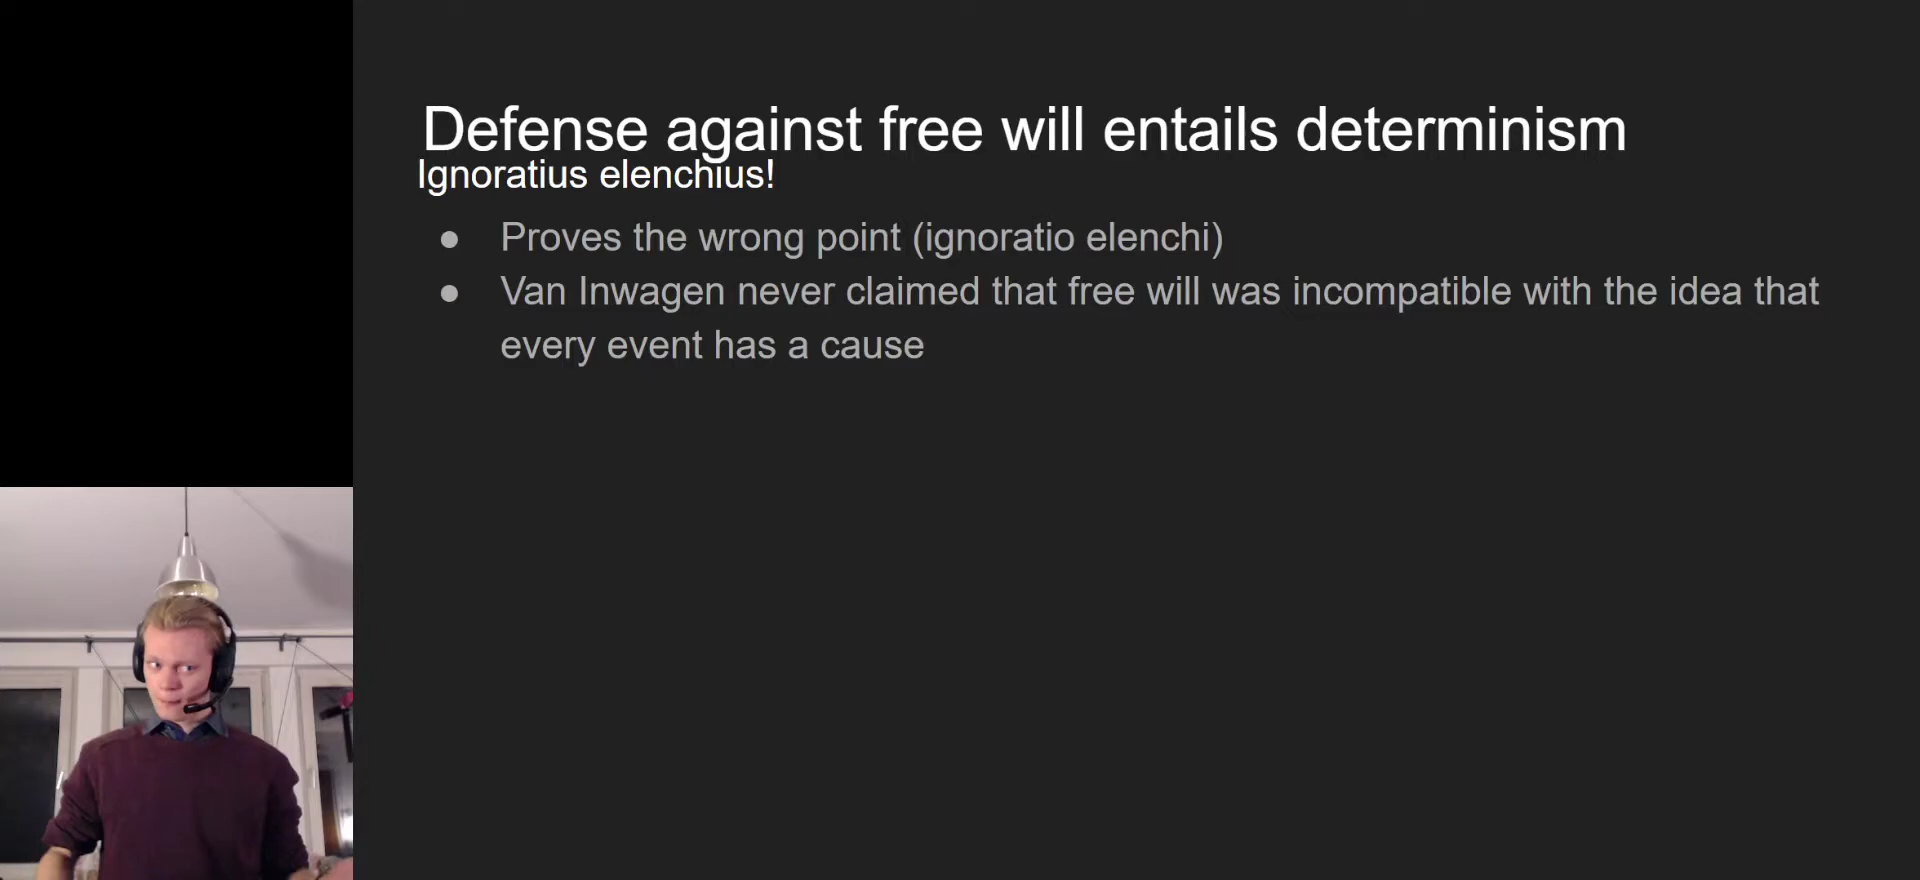 Defense against free will entails determinism
Ignoratius elenchius!
● Proves the wrong point (ignoratio elenchi)
● Van Inwagen never claimed that free will was incompatible with the idea that
every event has a cause